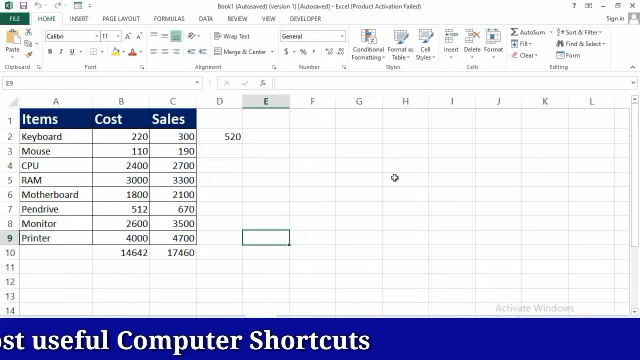 Book1 (Autosaved) (version 1) [Autosaved] - Excel (Product Activation Failed)
FILE HOME INSERT PAGE LAYOUT FORMULAS DATA REVIEW VIEW DEVELOPER Sign in
Paste Calibri 11 General Conditional Formatting Format as Table Cell Styles Insert Delete Format AutoSum Fill Clear Sort & Filter Find & Select Form
Wrap Text
Merge & Center
Clipboard Font Alignment Number Styles Cells Editing
E9 fx
A B C D E F G H I J K L
1 Items Cost Sales
2 Keyboard 220 300 520
3 Mouse 110 190
4 CPU 2400 2700
5 RAM 3000 3300
6 Motherboard 1800 2100
7 Pendrive 512 670
8 Monitor 2600 3500
9 Printer 4000 4700
10 14642 17460
11
12
13
14
Activate Windows
ost useful Computer Shortcuts